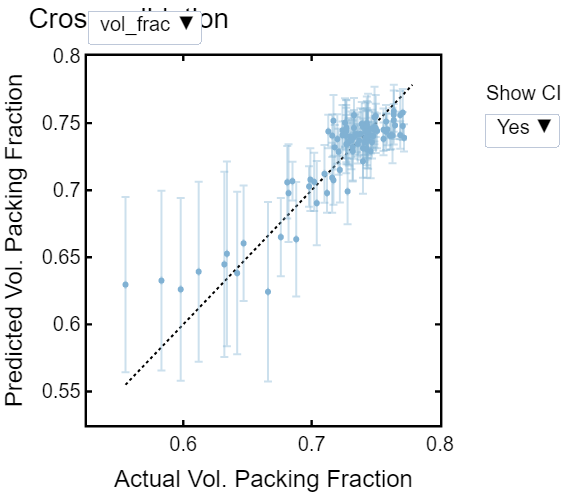 Cros
on
vol_frac ▼
Show CI
Yes ▼
Predicted Vol. Packing Fraction
0.8
0.75
0.7
0.65
0.6
0.55
0.6 0.7 0.8
Actual Vol. Packing Fraction